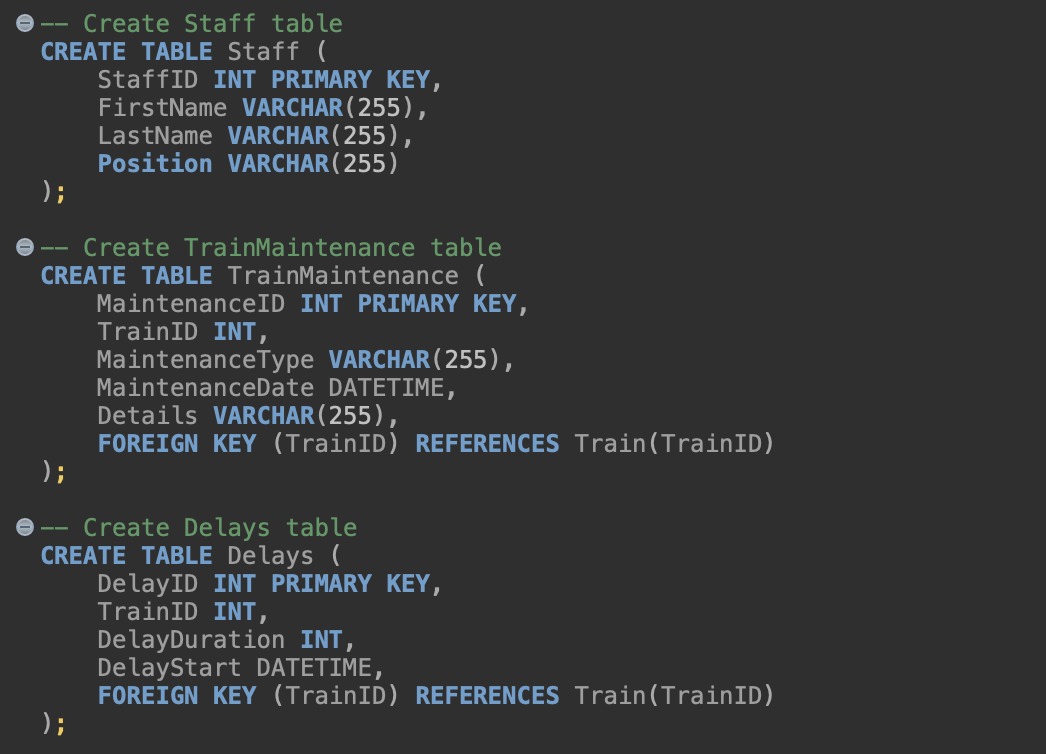 -- Create Staff table
CREATE TABLE Staff (
    StaffID INT PRIMARY KEY,
    FirstName VARCHAR(255),
    LastName VARCHAR(255),
    Position VARCHAR(255)
);

-- Create TrainMaintenance table
CREATE TABLE TrainMaintenance (
    MaintenanceID INT PRIMARY KEY,
    TrainID INT,
    MaintenanceType VARCHAR(255),
    MaintenanceDate DATETIME,
    Details VARCHAR(255),
    FOREIGN KEY (TrainID) REFERENCES Train(TrainID)
);

-- Create Delays table
CREATE TABLE Delays (
    DelayID INT PRIMARY KEY,
    TrainID INT,
    DelayDuration INT,
    DelayStart DATETIME,
    FOREIGN KEY (TrainID) REFERENCES Train(TrainID)
);